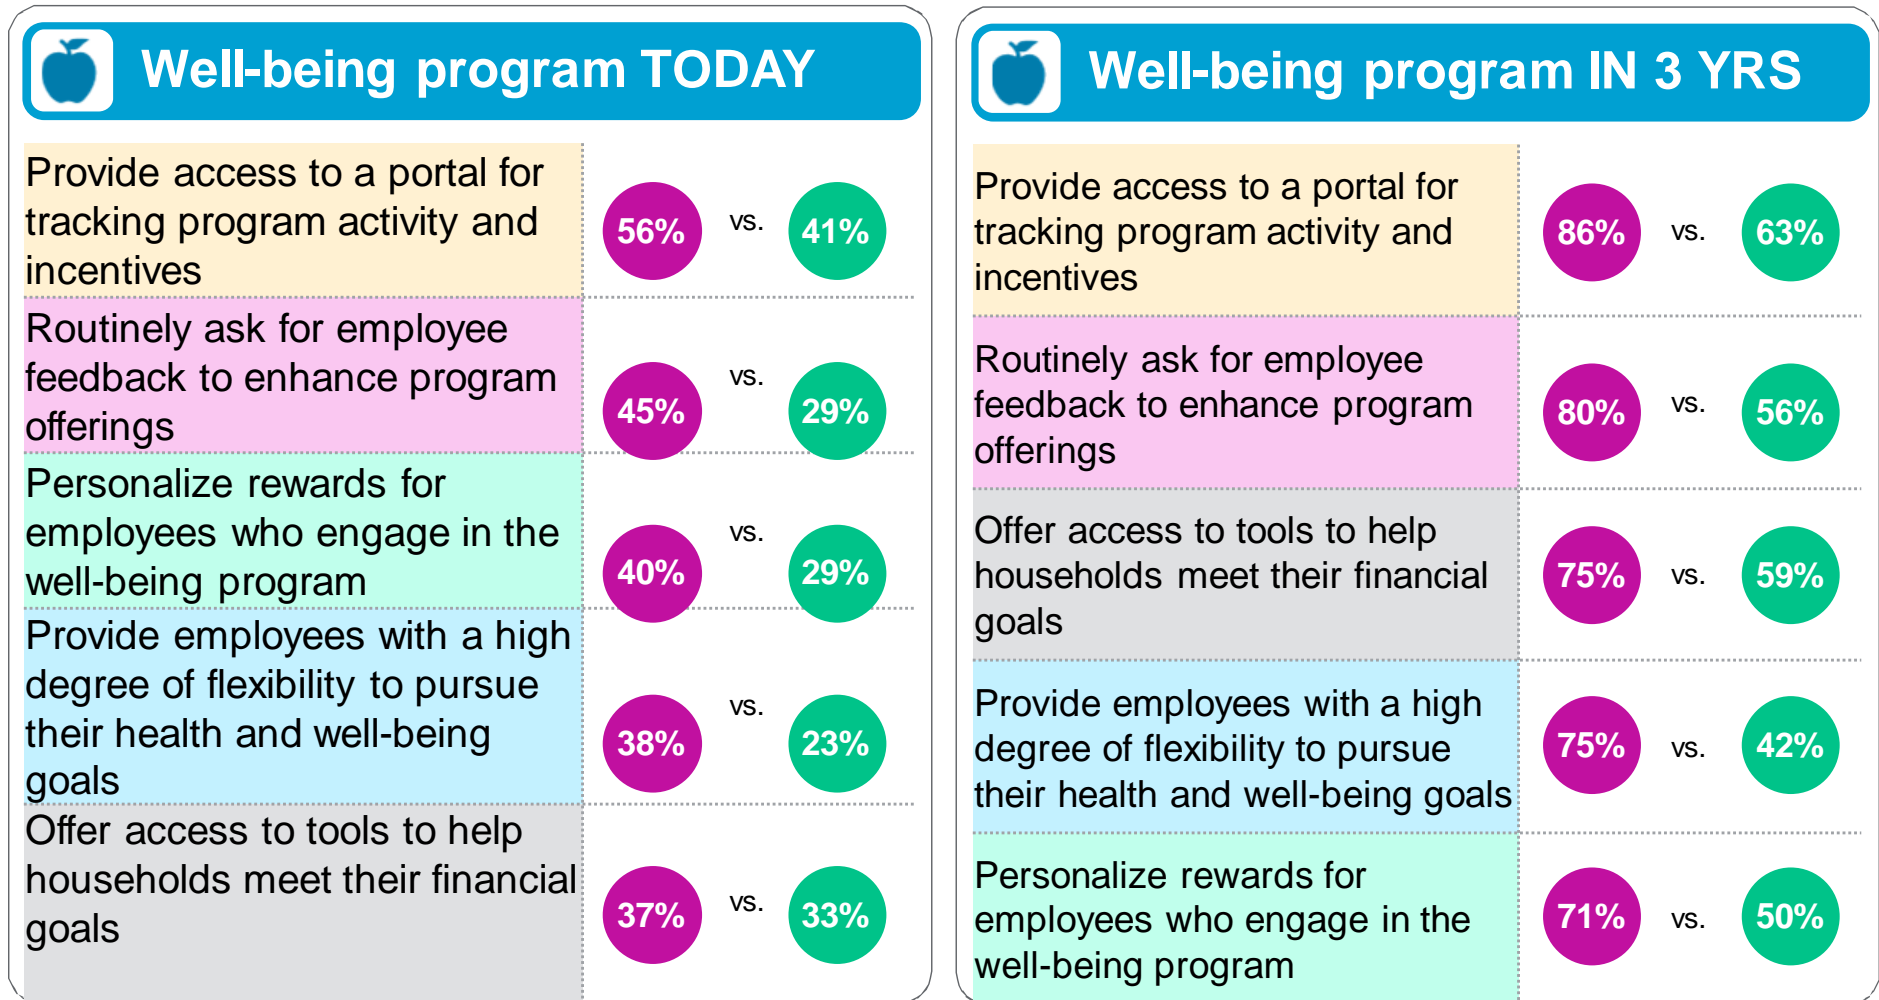 Well-being program TODAY
Provide access to a portal for
tracking program activity and
incentives
56% vs. 41%
Routinely ask for employee
feedback to enhance program
offerings
45% vs. 29%
Personalize rewards for
employees who engage in the
well-being program
40% vs. 29%
Provide employees with a high
degree of flexibility to pursue
their health and well-being
goals
38% vs. 23%
Offer access to tools to help
households meet their financial
goals
37% vs. 33%
Well-being program IN 3 YRS
Provide access to a portal for
tracking program activity and
incentives
86% vs. 63%
Routinely ask for employee
feedback to enhance program
offerings
80% vs. 56%
Offer access to tools to help
households meet their financial
goals
75% vs. 59%
Provide employees with a high
degree of flexibility to pursue
their health and well-being goals
75% vs. 42%
Personalize rewards for
employees who engage in the
well-being program
71% vs. 50%